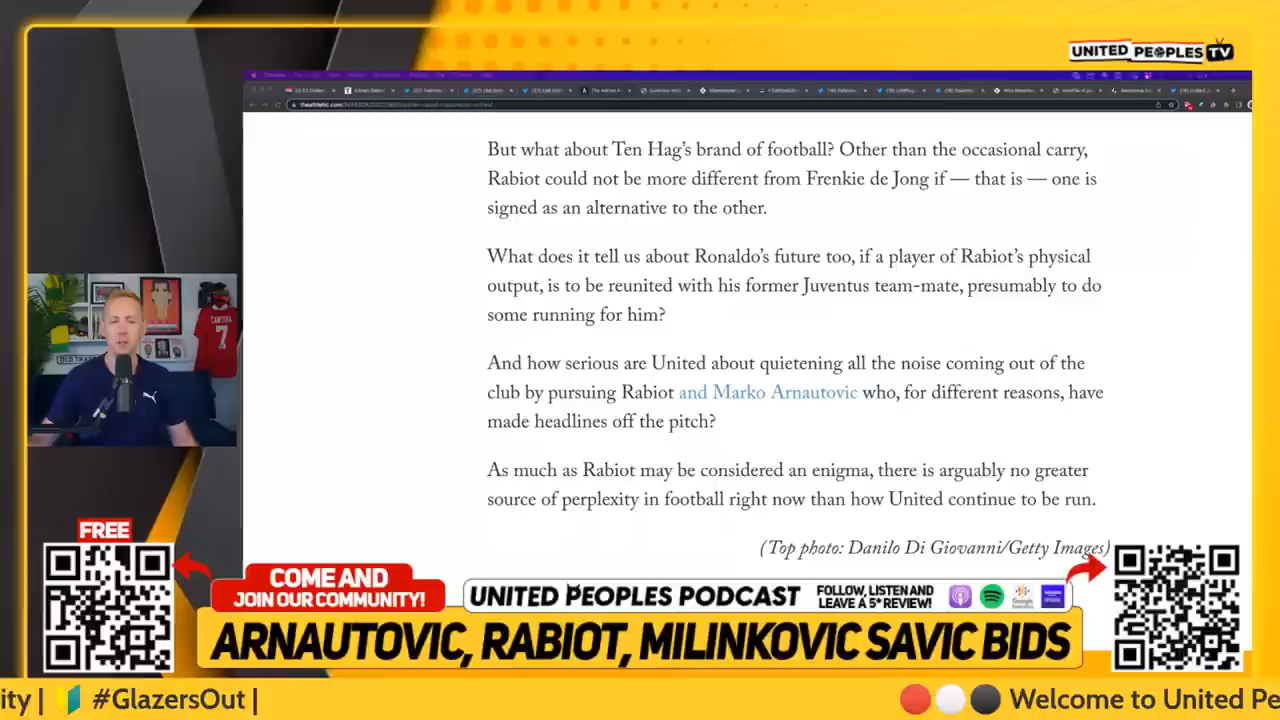 UNITED PEOPLES TV
theathletic.com
But what about Ten Hag's brand of football? Other than the occasional carry,
Rabiot could not be more different from Frenkie de Jong if — that is — one is
signed as an alternative to the other.
What does it tell us about Ronaldo's future too, if a player of Rabiot's physical
output, is to be reunited with his former Juventus team-mate, presumably to do
some running for him?
And how serious are United about quietening all the noise coming out of the
club by pursuing Rabiot and Marko Arnautovic who, for different reasons, have
made headlines off the pitch?
As much as Rabiot may be considered an enigma, there is arguably no greater
source of perplexity in football right now than how United continue to be run.
(Top photo: Danilo Di Giovanni/Getty Images)
CANTONA
7
FREE
COME AND
JOIN OUR COMMUNITY!
UNITED PEOPLES PODCAST
FOLLOW, LISTEN AND
LEAVE A 5* REVIEW!
ARNAUTOVIC, RABIOT, MILINKOVIC SAVIC BIDS
ity | 🔰 #GlazersOut |
Welcome to United Pe